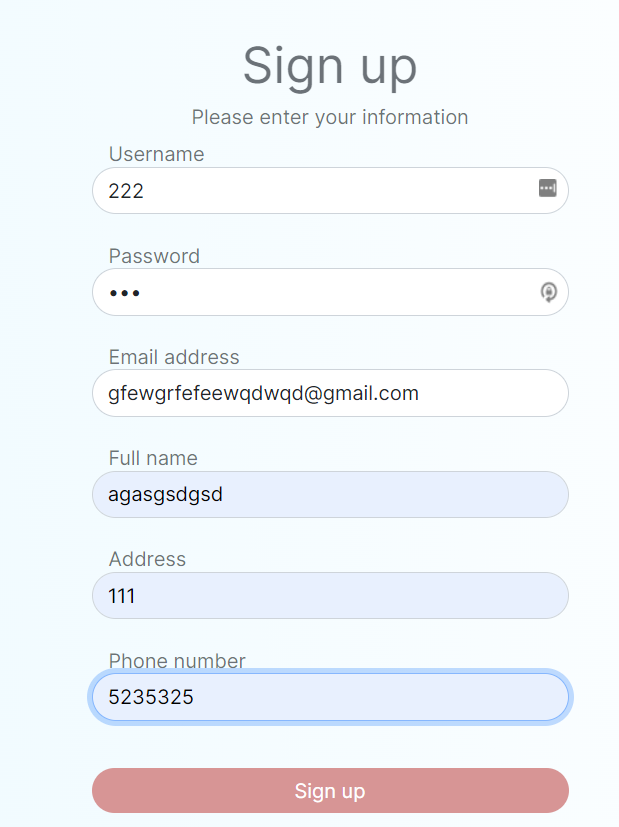 Sign up
Please enter your information
Username
222
Password
•••
Email address
gfewgrfefeewqdwqd@gmail.com
Full name
agasgsdgsd
Address
111
Phone number
5235325
Sign up